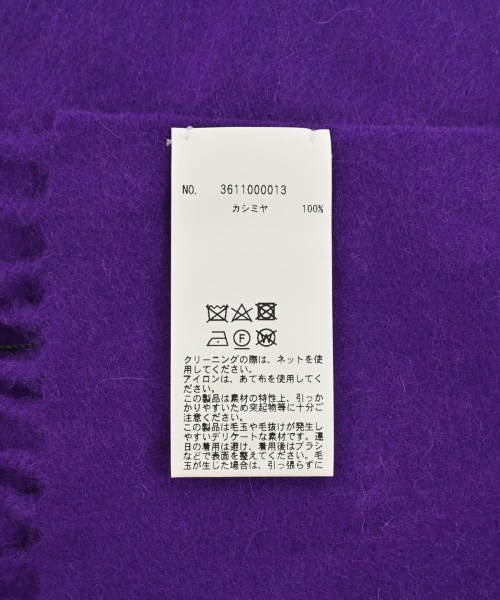 NO. 3611000013
カシミヤ 100%
F W
クリーニングの際は、ネットを使
用してください。
アイロンは、あて布を使用してくだ
さい。
この製品は素材の特性上、引っか
かりやすいため突起物等に十分ご
注意ください。
この製品は毛玉や毛抜けが発生し
やすいデリケートな素材です。連
日の着用は避け、着用後はブラシ
などで表面を整えてください。毛
玉が生じた場合は、引っ張らずに